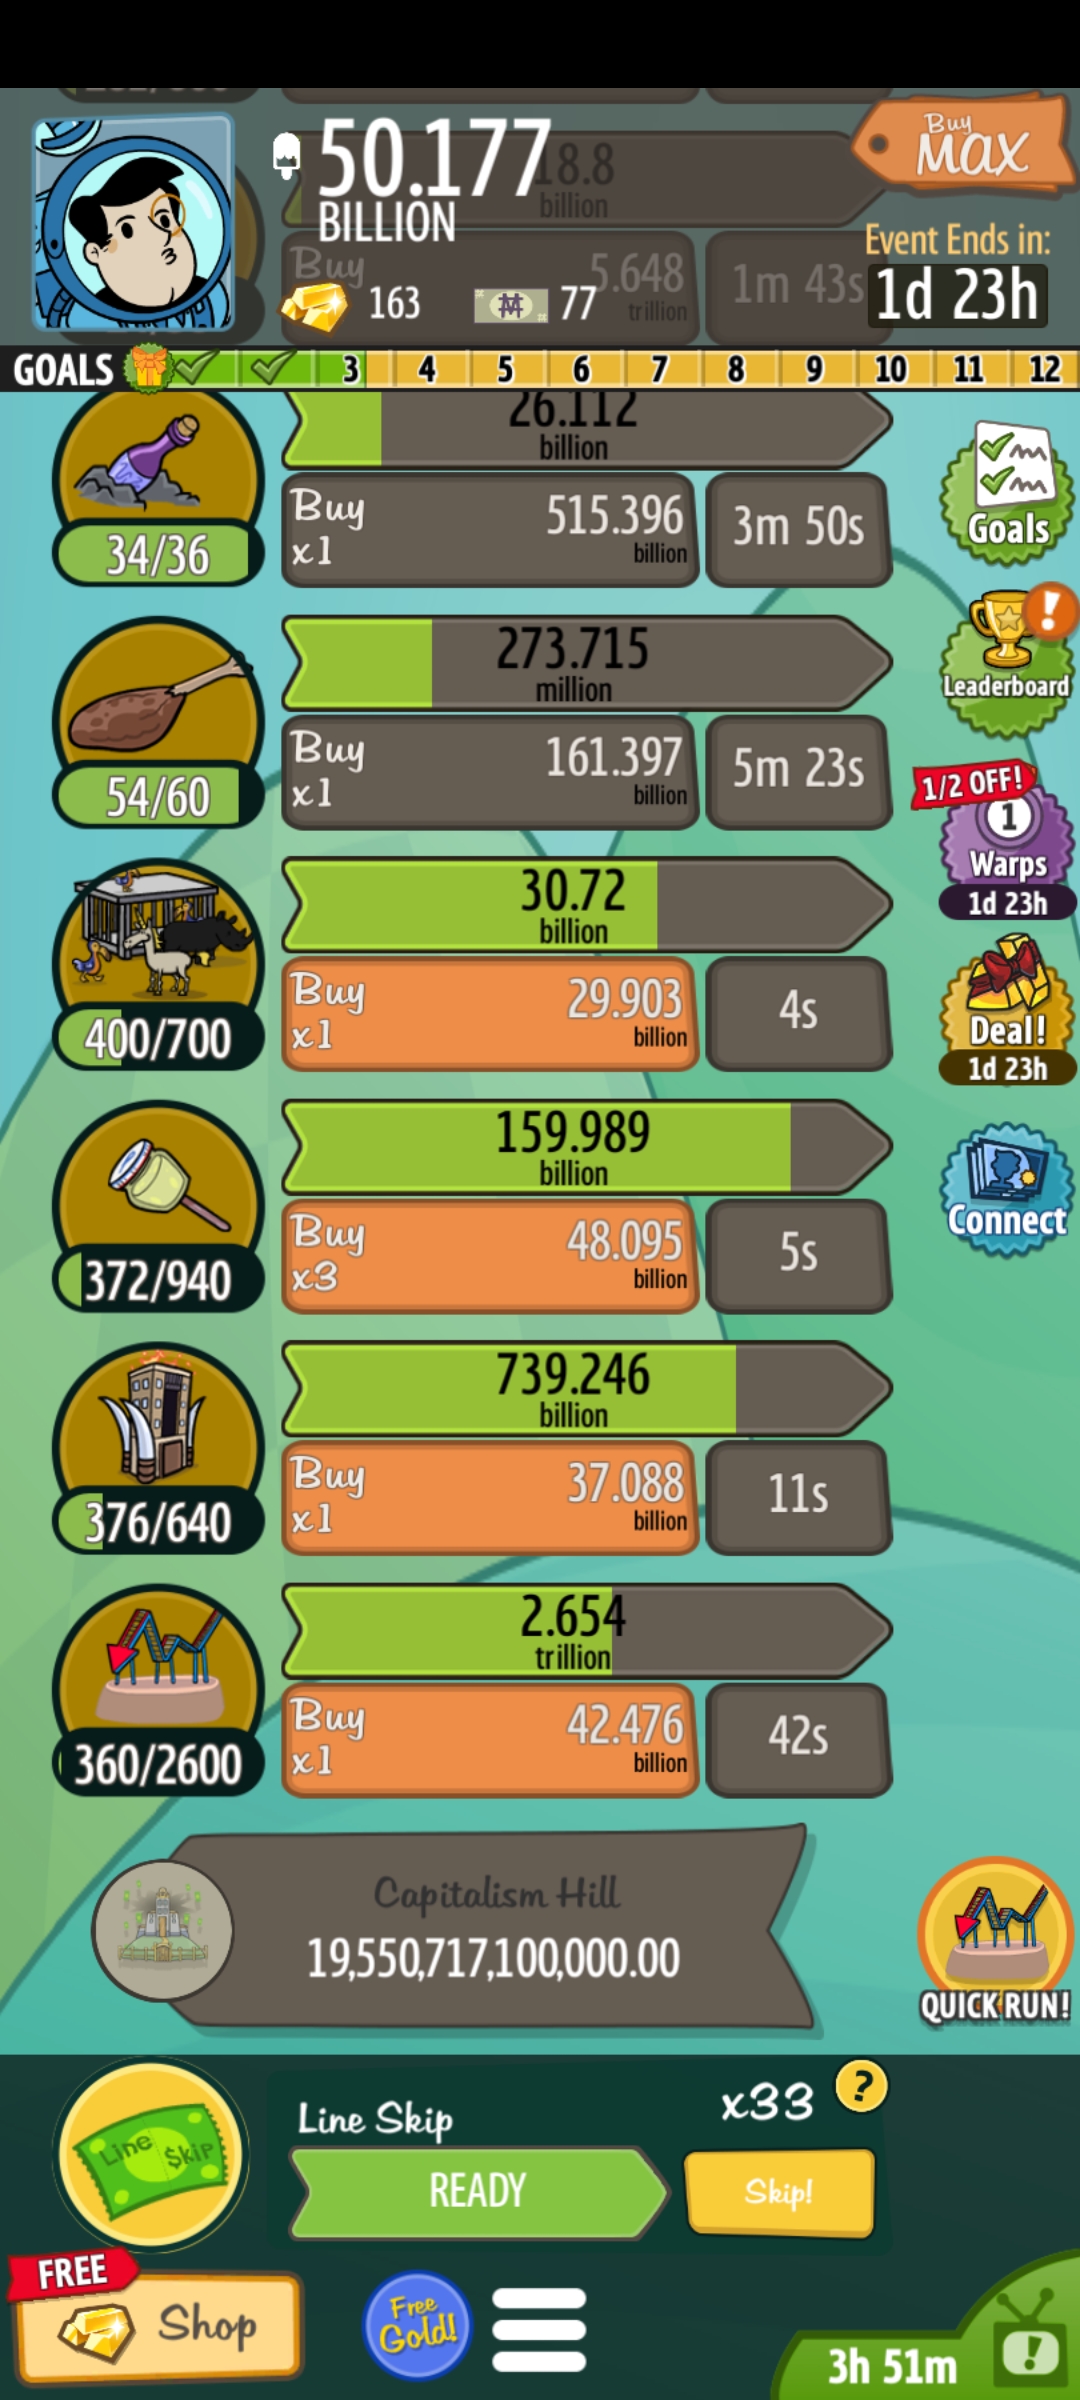 50.177
BILLION
18.8
billion
Buy
MAX
Buy
5.648
trillion
1m 43s
163
77
Event Ends in:
1d 23h
GOALS
3 4 5 6 7 8 9 10 11 12
26.112
billion
34/36
Buy
x1
515.396
billion
3m 50s
Goals
273.715
million
54/60
Buy
x1
161.397
billion
5m 23s
Leaderboard
1/2 OFF!
1
Warps
1d 23h
30.72
billion
400/700
Buy
x1
29.903
billion
4s
Deal!
1d 23h
159.989
billion
372/940
Buy
x3
48.095
billion
5s
Connect
739.246
billion
376/640
Buy
x1
37.088
billion
11s
2.654
trillion
360/2600
Buy
x1
42.476
billion
42s
Capitalism Hill
19,550,717,100,000.00
QUICK RUN!
Line $kip
Line Skip
x33
?
READY
Skip!
FREE
Shop
Free
Gold!
3h 51m
!